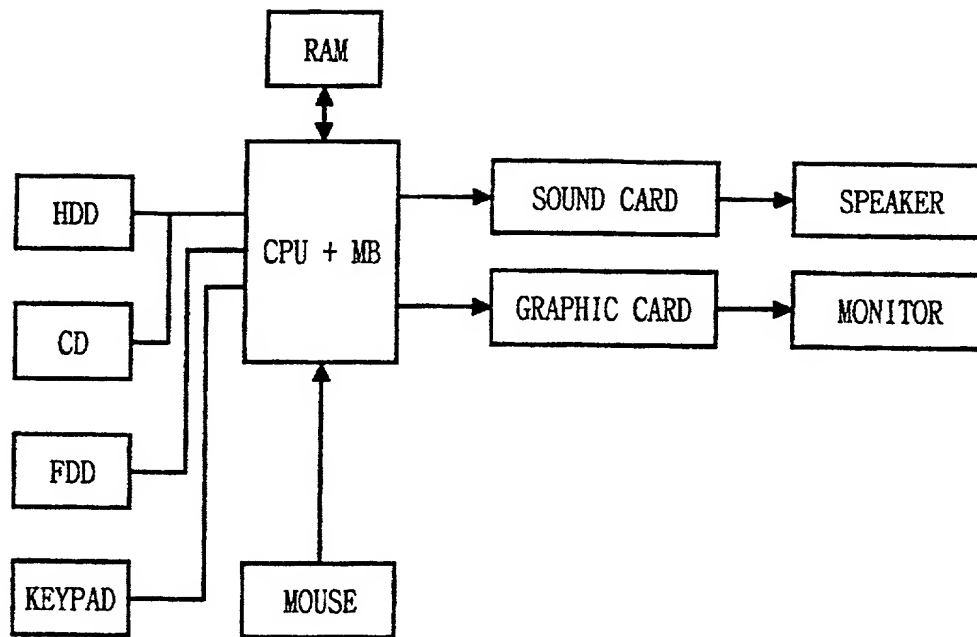 RAM
HDD
CPU + MB
SOUND CARD
SPEAKER
CD
GRAPHIC CARD
MONITOR
FDD
KEYPAD
MOUSE